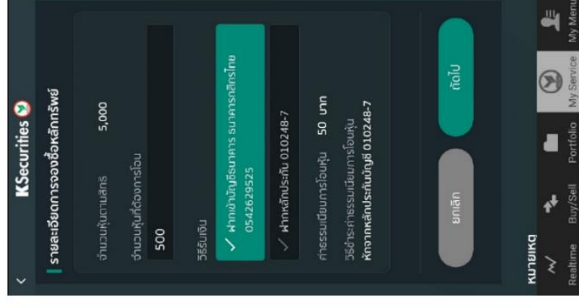 KSecurities
รายละเอียดการจองซื้อหลักทรัพย์
จำนวนหุ้นตามสิทธิ 5,000
จำนวนหุ้นที่ต้องการโอน
500
วิธีรับเงิน
✓ ฝากเข้าบัญชีธนาคาร ธนาคารกสิกรไทย
0542629525
✓ ฝากหลักประกัน 010248-7
ค่าธรรมเนียมการโอนหุ้น 50 บาท
วิธีชำระค่าธรรมเนียมการโอนหุ้น
หักจากหลักประกันบัญชี 010248-7
ยกเลิก ถัดไป
หมายเหตุ
Realtime Buy/Sell Portfolio My Service My Menu